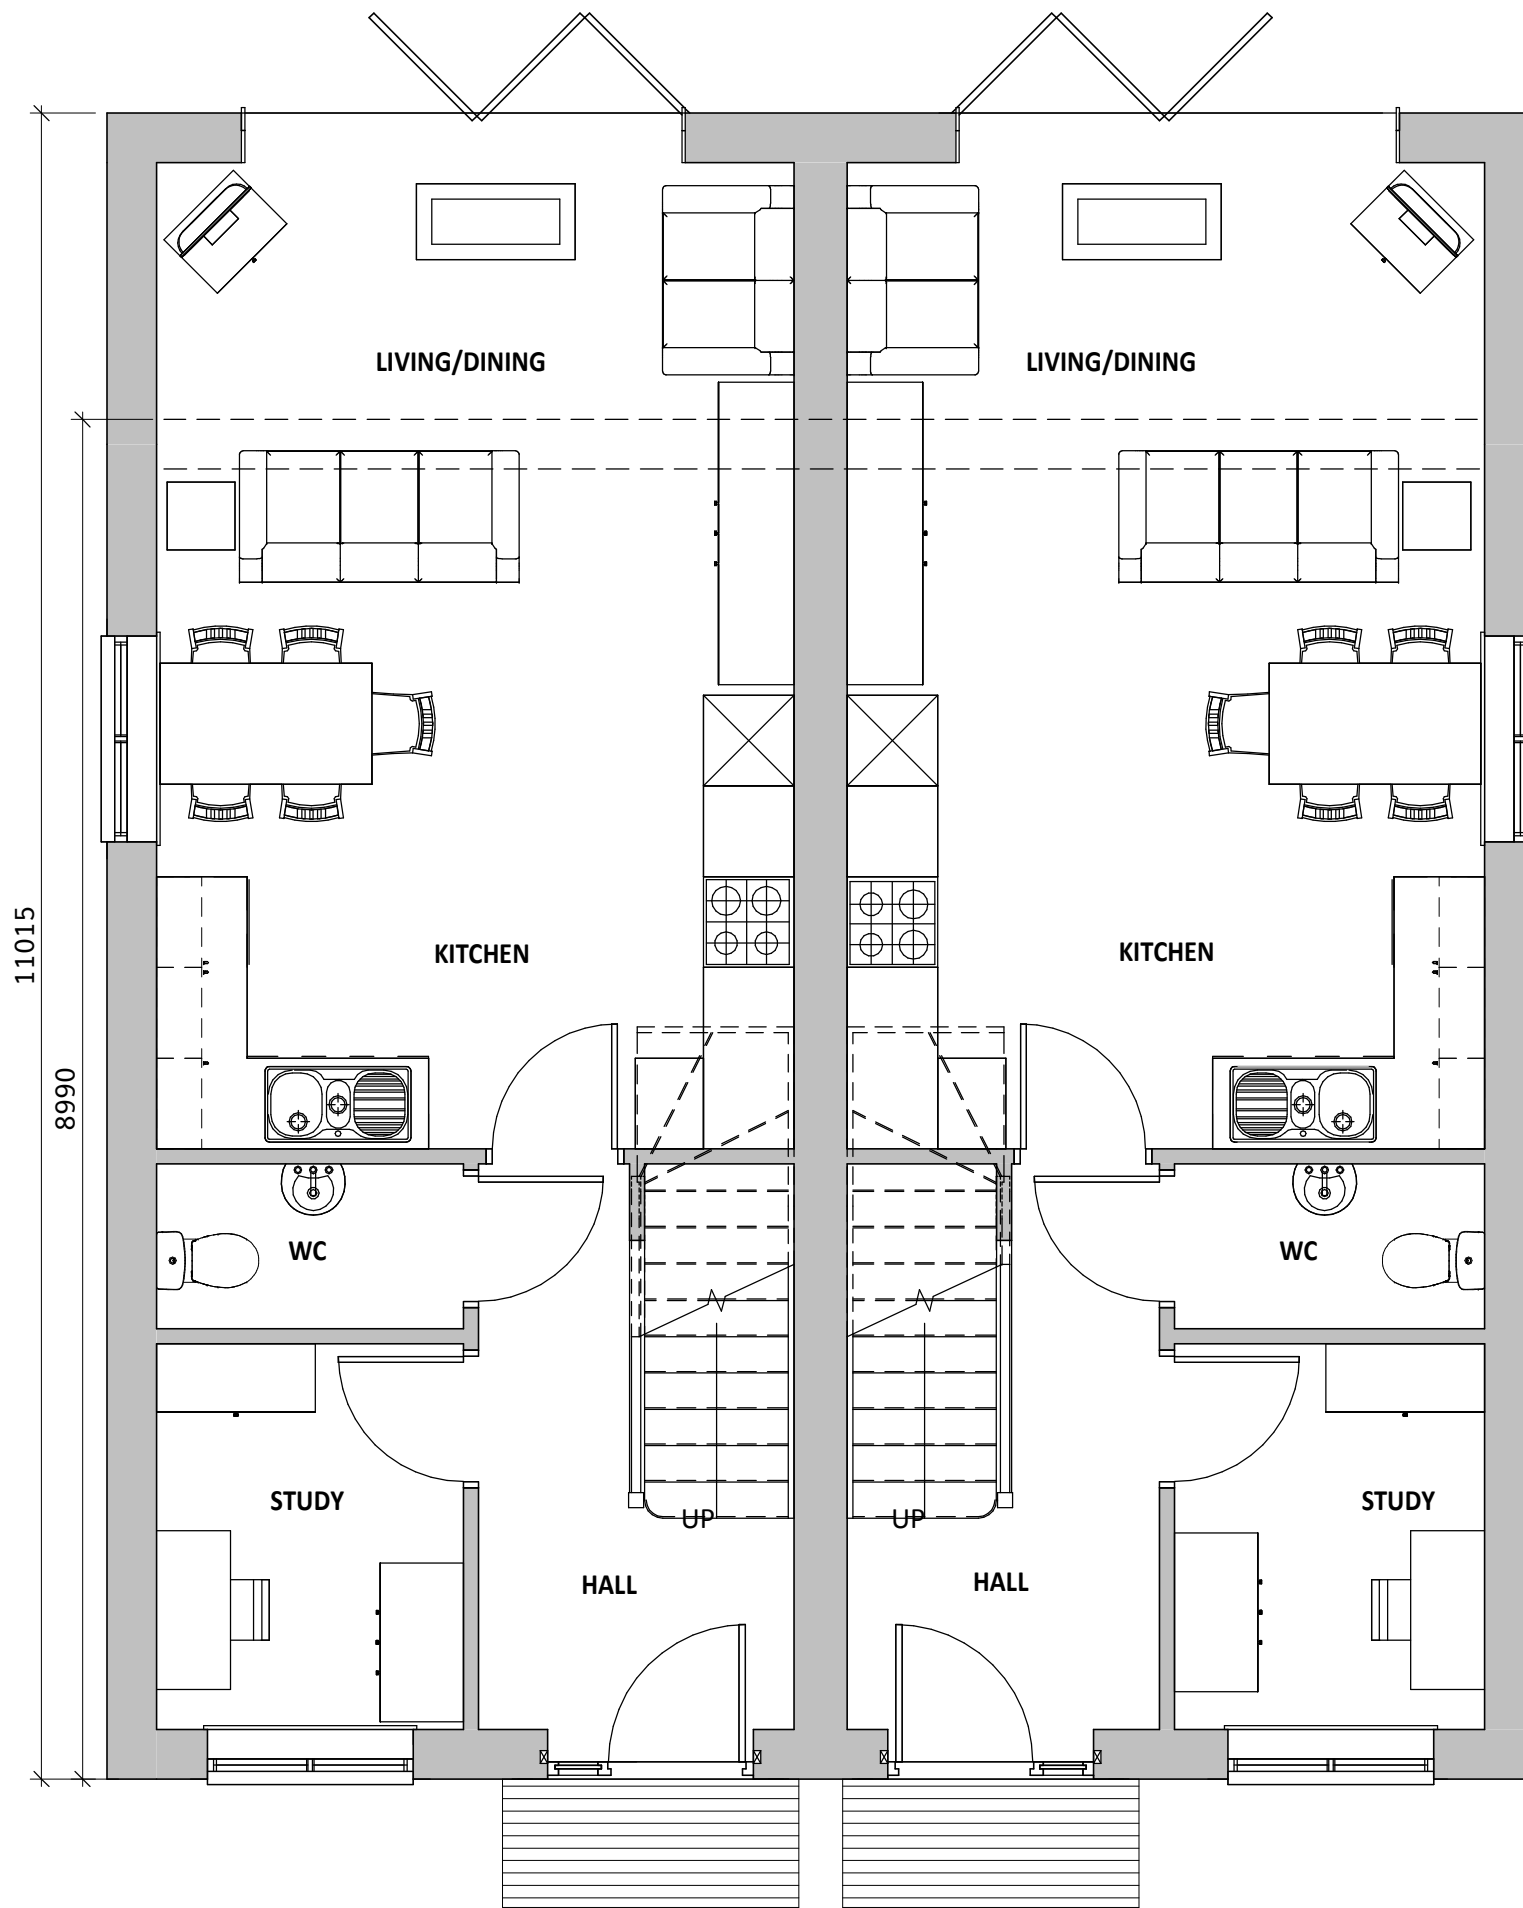 LIVING/DINING
LIVING/DINING
11015
8990
KITCHEN
KITCHEN
WC
WC
STUDY
STUDY
UP
UP
HALL
HALL